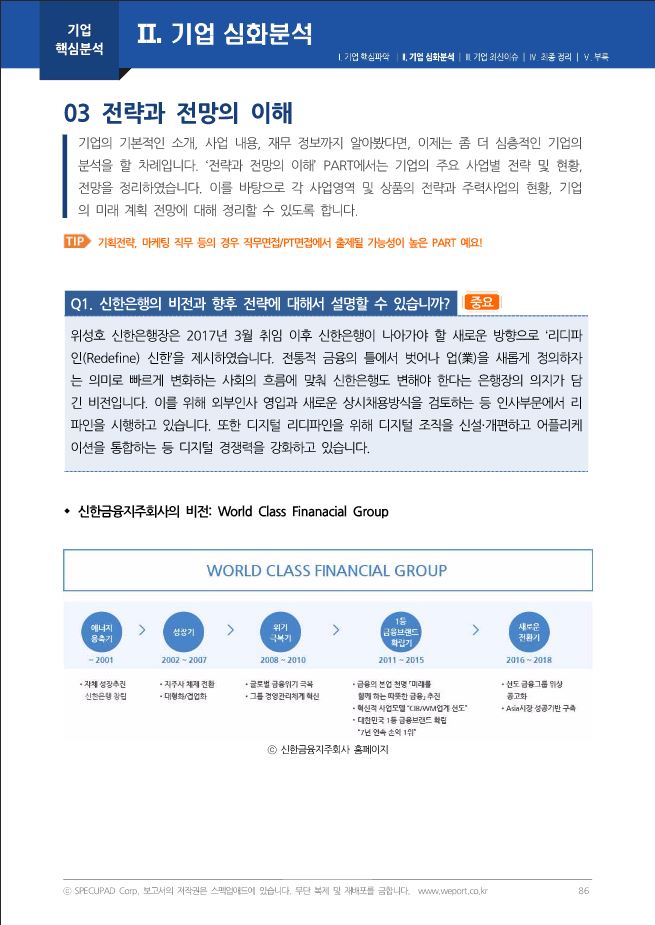 기업
핵심분석
Ⅱ. 기업 심화분석
Ⅰ. 기업 핵심파악 | Ⅱ. 기업 심화분석 | Ⅲ. 기업 최신이슈 | Ⅳ. 최종 정리 | Ⅴ. 부록
03 전략과 전망의 이해
기업의 기본적인 소개, 사업 내용, 재무 정보까지 알아봤다면, 이제는 좀 더 심층적인 기업의
분석을 할 차례입니다. ‘전략과 전망의 이해’ PART에서는 기업의 주요 사업별 전략 및 현황,
전망을 정리하였습니다. 이를 바탕으로 각 사업영역 및 상품의 전략과 주력사업의 현황, 기업
의 미래 계획 전망에 대해 정리할 수 있도록 합니다.
TIP 기획전략, 마케팅 직무 등의 경우 직무면접/PT면접에서 출제될 가능성이 높은 PART 예요!
Q1. 신한은행의 비전과 향후 전략에 대해서 설명할 수 있습니까? 중요
위성호 신한은행장은 2017년 3월 취임 이후 신한은행이 나아가야 할 새로운 방향으로 ‘리디파
인(Redefine) 신한’을 제시하였습니다. 전통적 금융의 틀에서 벗어나 업(業)을 새롭게 정의하자
는 의미로 빠르게 변화하는 사회의 흐름에 맞춰 신한은행도 변해야 한다는 은행장의 의지가 담
긴 비전입니다. 이를 위해 외부인사 영입과 새로운 상시채용방식을 검토하는 등 인사부문에서 리
파인을 시행하고 있습니다. 또한 디지털 리디파인을 위해 디지털 조직을 신설·개편하고 어플리케
이션을 통합하는 등 디지털 경쟁력을 강화하고 있습니다.
◆ 신한금융지주회사의 비전: World Class Finanacial Group
WORLD CLASS FINANCIAL GROUP
에너지
응축기
>
성장기
>
위기
극복기
>
1등
금융브랜드
확립기
>
새로운
전환기
~ 2001
2002 ~ 2007
2008 ~ 2010
2011 ~ 2015
2016 ~ 2018
• 자체 성장추진
신한은행 창립
• 지주사 체제 전환
• 대형화/겸업화
• 글로벌 금융위기 극복
• 그룹 경영관리체계 혁신
• 금융의 본업 천명「미래를
함께 하는 따뜻한 금융」추진
• 혁신적 사업모델 “CIB/WM업계 선도”
• 대한민국 1등 금융브랜드 확립
“7년 연속 손익 1위”
• 선도 금융그룹 위상
공고화
• Asia시장 성공기반 구축
ⓒ 신한금융지주회사 홈페이지
ⓒ SPECUPAD Corp. 보고서의 저작권은 스펙업애드에 있습니다. 무단 복제 및 재배포를 금합니다. www.weport.co.kr
86